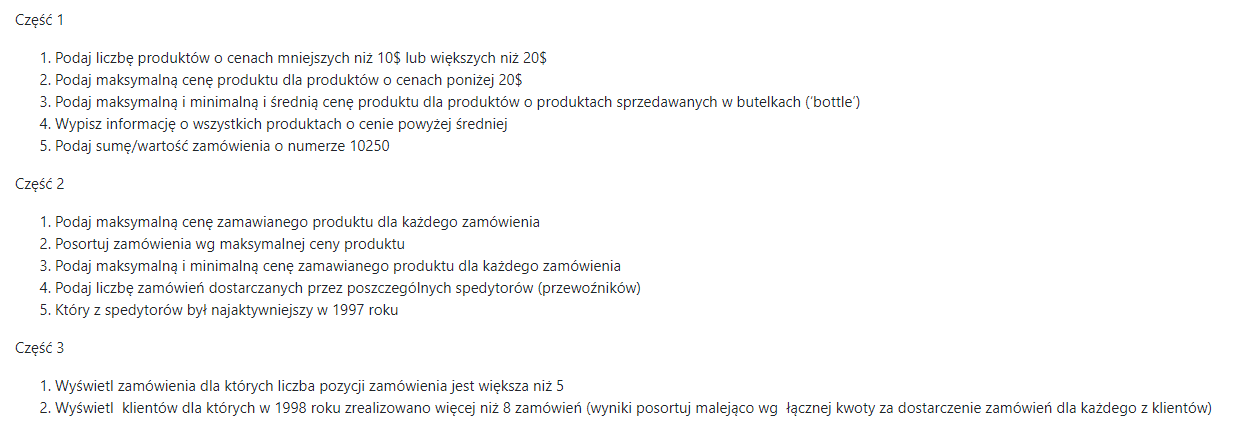 Część 1
1. Podaj liczbę produktów o cenach mniejszych niż 10$ lub większych niż 20$
2. Podaj maksymalną cenę produktu dla produktów o cenach poniżej 20$
3. Podaj maksymalną i minimalną i średnią cenę produktu dla produktów o produktach sprzedawanych w butelkach (‘bottle’)
4. Wypisz informację o wszystkich produktach o cenie powyżej średniej
5. Podaj sumę/wartość zamówienia o numerze 10250
Część 2
1. Podaj maksymalną cenę zamawianego produktu dla każdego zamówienia
2. Posortuj zamówienia wg maksymalnej ceny produktu
3. Podaj maksymalną i minimalną cenę zamawianego produktu dla każdego zamówienia
4. Podaj liczbę zamówień dostarczanych przez poszczególnych spedytorów (przewoźników)
5. Który z spedytorów był najaktywniejszy w 1997 roku
Część 3
1. Wyświetl zamówienia dla których liczba pozycji zamówienia jest większa niż 5
2. Wyświetl  klientów dla których w 1998 roku zrealizowano więcej niż 8 zamówień (wyniki posortuj malejąco wg  łącznej kwoty za dostarczenie zamówień dla każdego z klientów)